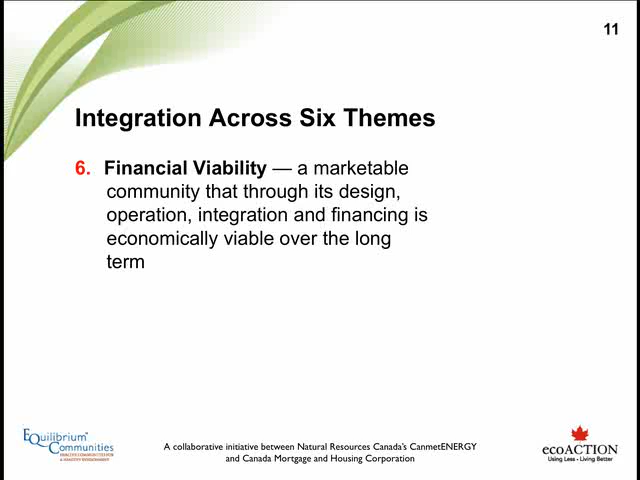 11
Integration Across Six Themes
6. Financial Viability — a marketable
community that through its design,
operation, integration and financing is
economically viable over the long
term
EQuilibrium™
Communities
HEALTHY COMMUNITIES FOR
A HEALTHY ENVIRONMENT
A collaborative initiative between Natural Resources Canada's CanmetENERGY
and Canada Mortgage and Housing Corporation
ecoACTION
Using Less - Living Better